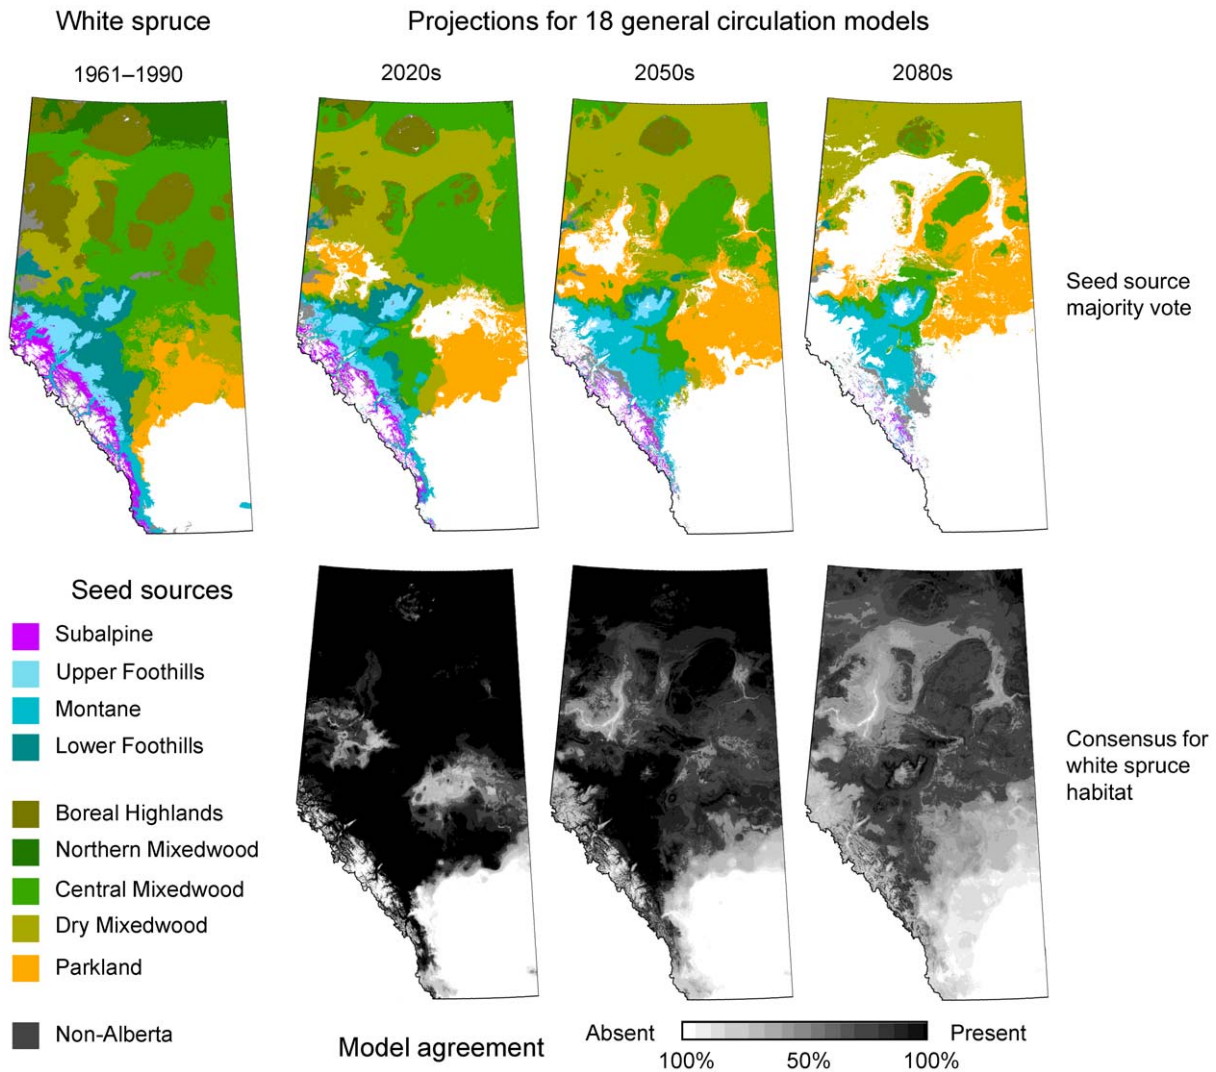 White spruce
Projections for 18 general circulation models
1961–1990
2020s
2050s
2080s
Seed source
majority vote
Seed sources
Subalpine
Upper Foothills
Montane
Lower Foothills
Boreal Highlands
Northern Mixedwood
Central Mixedwood
Dry Mixedwood
Parkland
Non-Alberta
Consensus for
white spruce
habitat
Model agreement
Absent
Present
100%
50%
100%